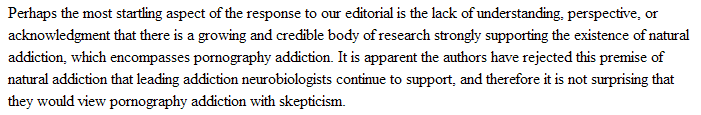 Perhaps the most startling aspect of the response to our editorial is the lack of understanding, perspective, or
acknowledgment that there is a growing and credible body of research strongly supporting the existence of natural
addiction, which encompasses pornography addiction. It is apparent the authors have rejected this premise of
natural addiction that leading addiction neurobiologists continue to support, and therefore it is not surprising that
they would view pornography addiction with skepticism.